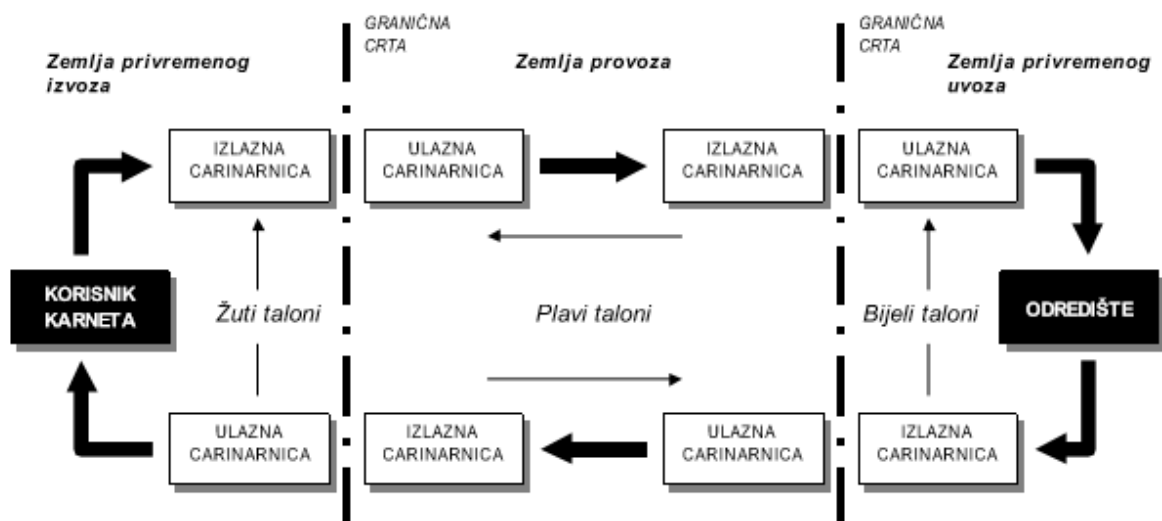 GRANIČNA
CRTA
GRANIČNA
CRTA
Zemlja privremenog
izvoza
Zemlja provoza
Zemlja privremenog
uvoza
IZLAZNA
CARINARNICA
ULAZNA
CARINARNICA
IZLAZNA
CARINARNICA
ULAZNA
CARINARNICA
KORISNIK
KARNETA
Žuti taloni
Plavi taloni
Bijeli taloni
ODREDIŠTE
ULAZNA
CARINARNICA
IZLAZNA
CARINARNICA
ULAZNA
CARINARNICA
IZLAZNA
CARINARNICA